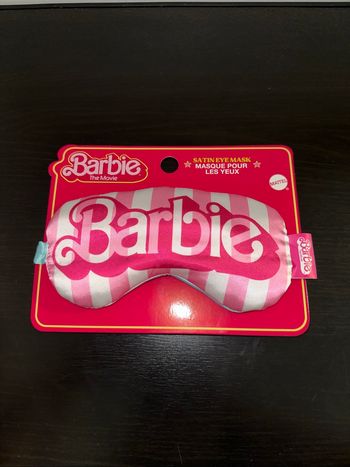 Barbie
The Movie
SATIN EYE MASK
MASQUE POUR
LES YEUX
MATTEL
Barbie
Barbie